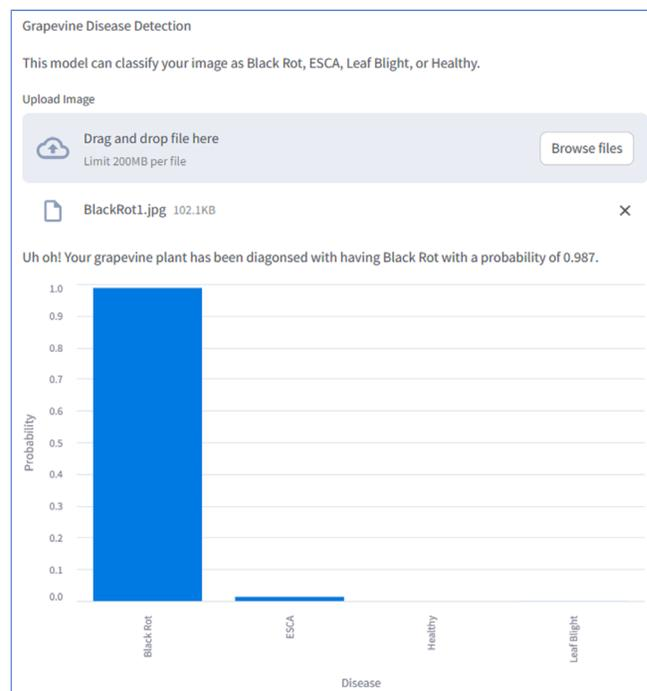 Grapevine Disease Detection
This model can classify your image as Black Rot, ESCA, Leaf Blight, or Healthy.
Upload Image
Drag and drop file here
Limit 200MB per file
Browse files
BlackRot1.jpg 102.1KB
Uh oh! Your grapevine plant has been diagonsed with having Black Rot with a probability of 0.987.
1.0
0.9
0.8
0.7
0.6
0.5
0.4
0.3
0.2
0.1
0.0
Probability
Black Rot
ESCA
Healthy
Leaf Blight
Disease